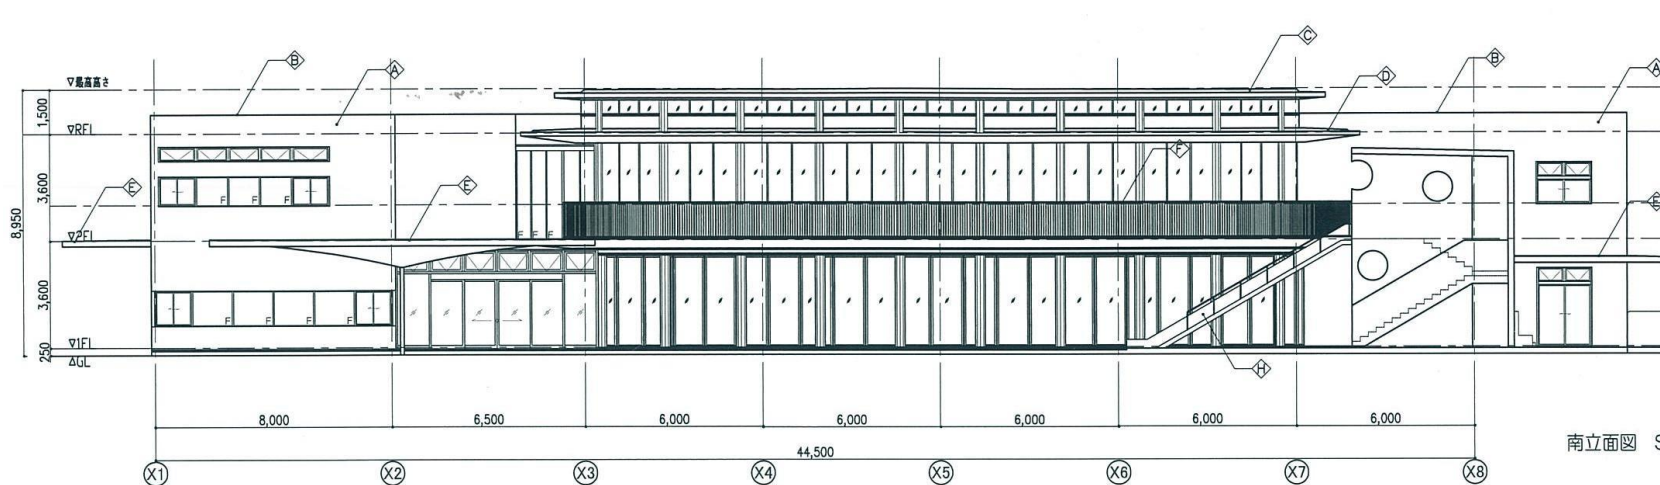 C
B
B
A
A
D
▽最高高さ
1,500
▽RFL
F
E
E
3,600
8,950
▽2FL
F
F
F
F
F
E
3,600
F
F
F
F
▽1FL
250
△GL
H
8,000
6,500
6,000
6,000
6,000
6,000
6,000
44,500
南立面図 S
X1
X2
X3
X4
X5
X6
X7
X8